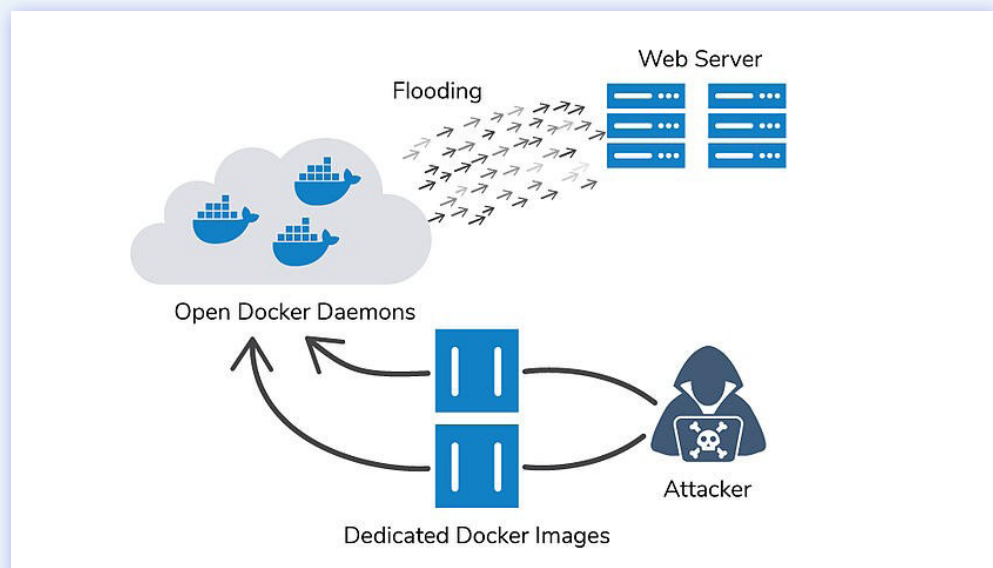 Web Server
Flooding
Open Docker Daemons
Attacker
Dedicated Docker Images